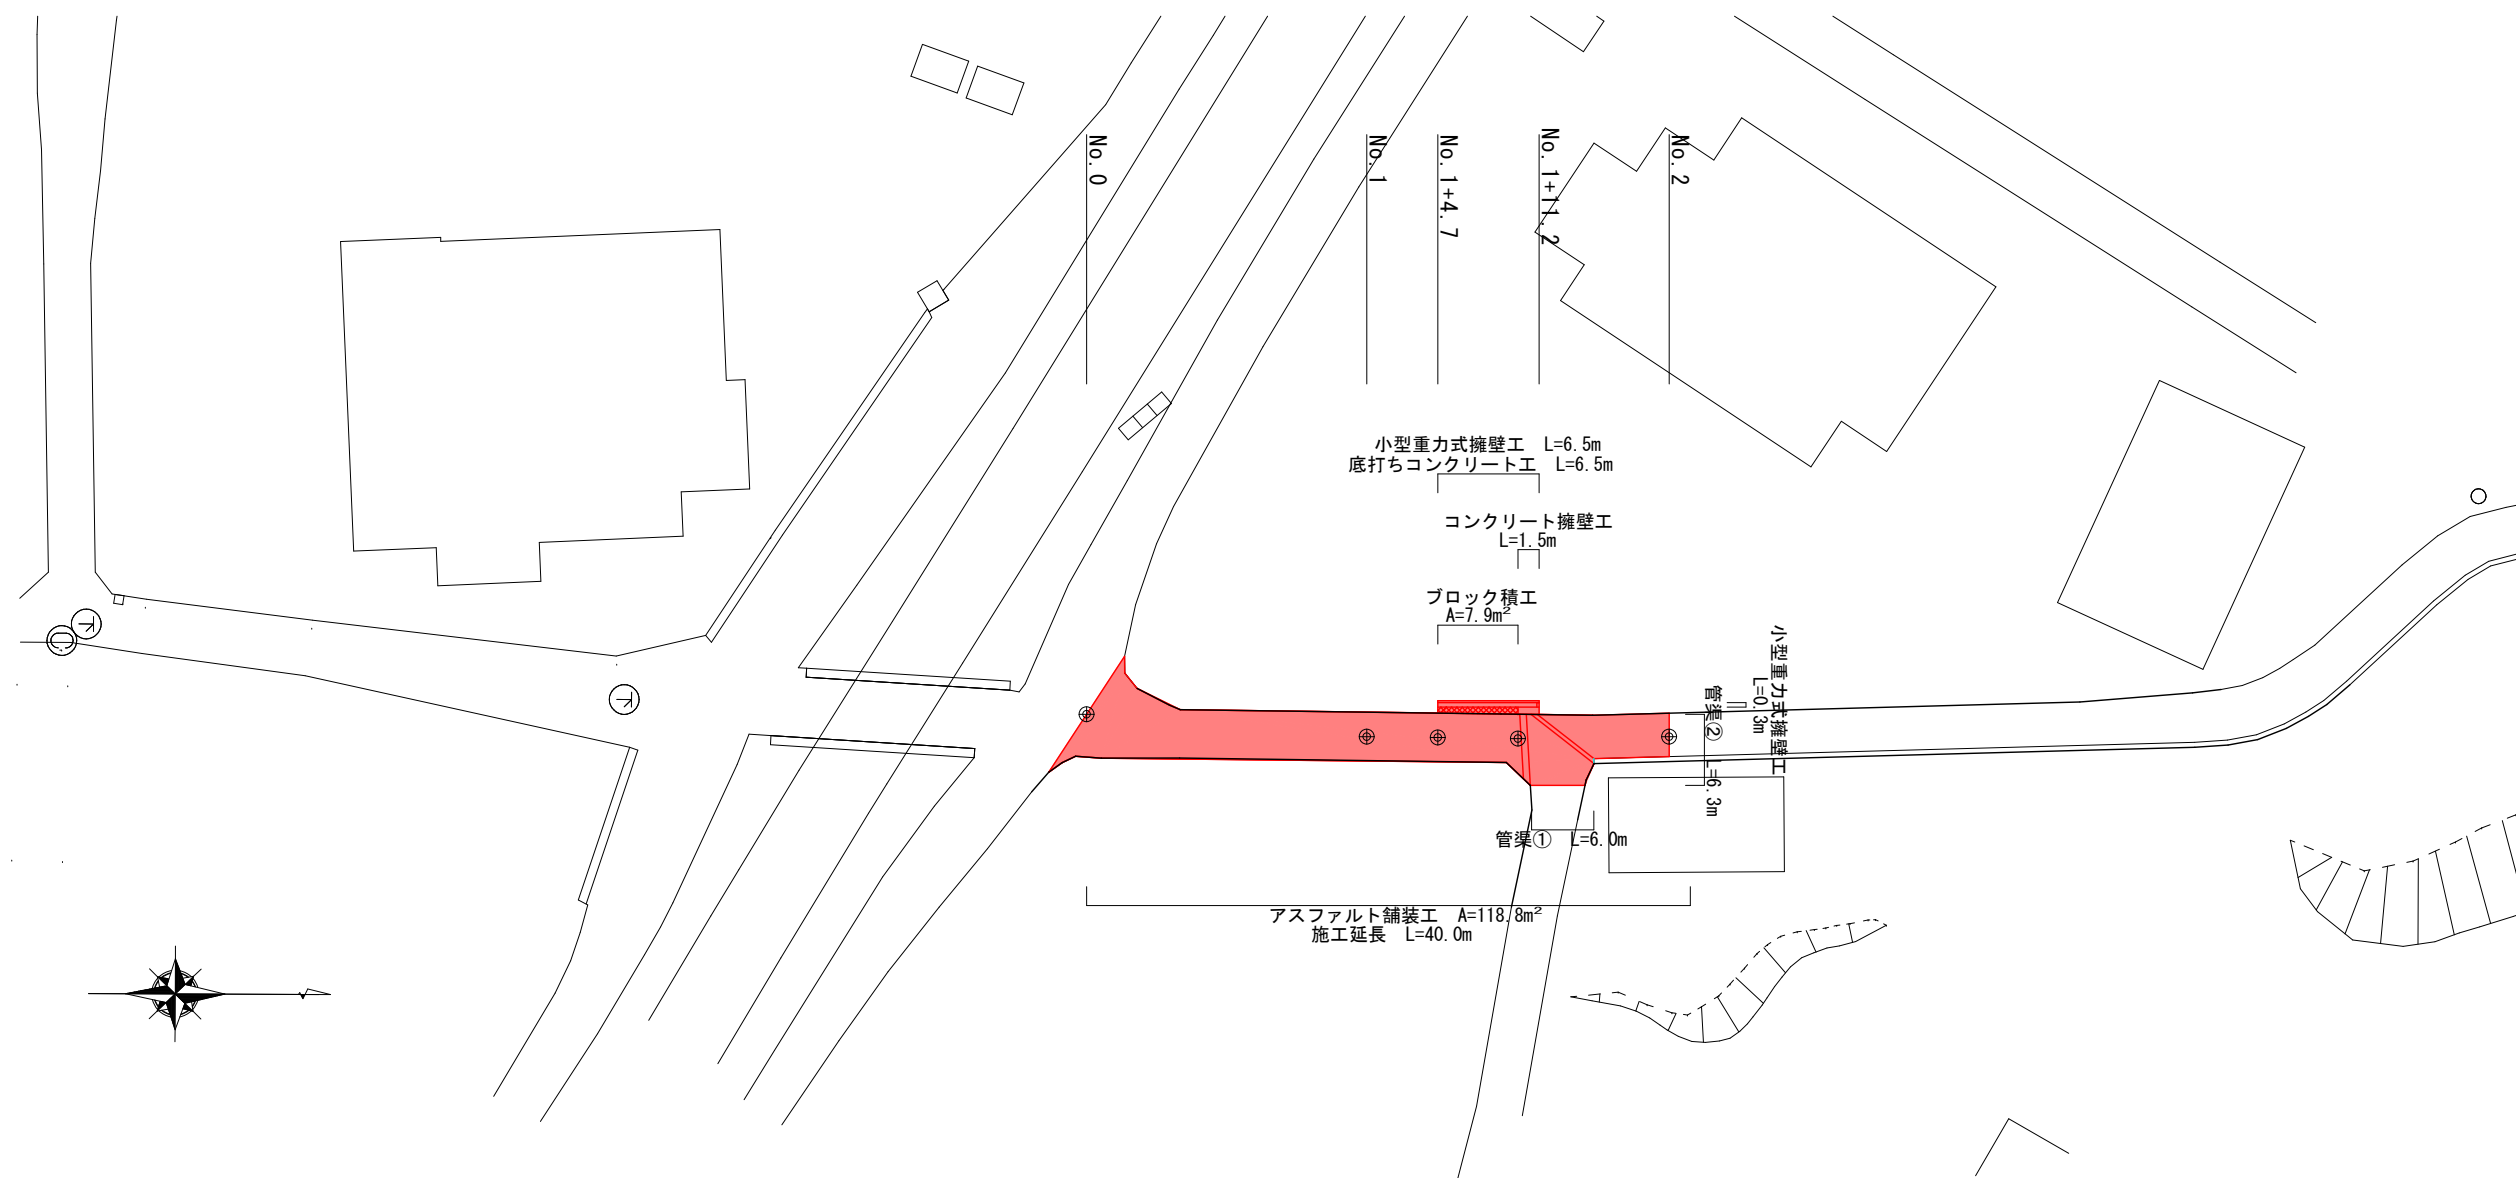 No.0
No.1
No.1+4.7
No.1+11.2
No.2
小型重力式擁壁工　L=6.5m
底打ちコンクリート工　L=6.5m
コンクリート擁壁工
L=1.5m
ブロック積工
A=7.9m²
小型重力式擁壁工
L=0.3m
管渠②　L=6.3m
管渠①　L=6.0m
アスファルト舗装工　A=118.8m²
施工延長　L=40.0m